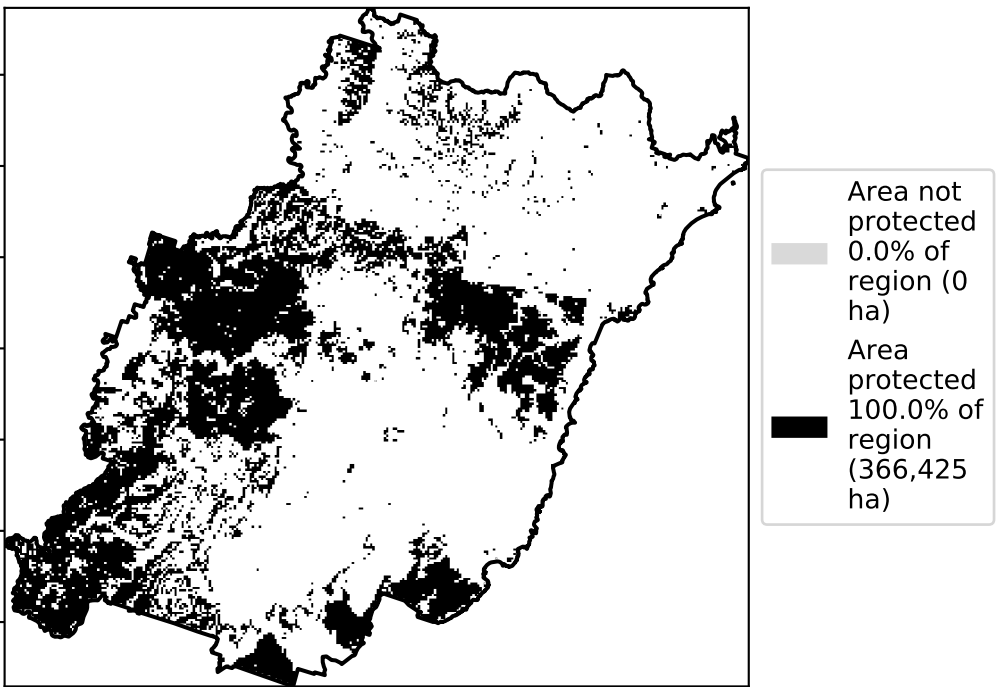 Area not
protected
0.0% of
region (0
ha)
Area
protected
100.0% of
region
(366,425
ha)